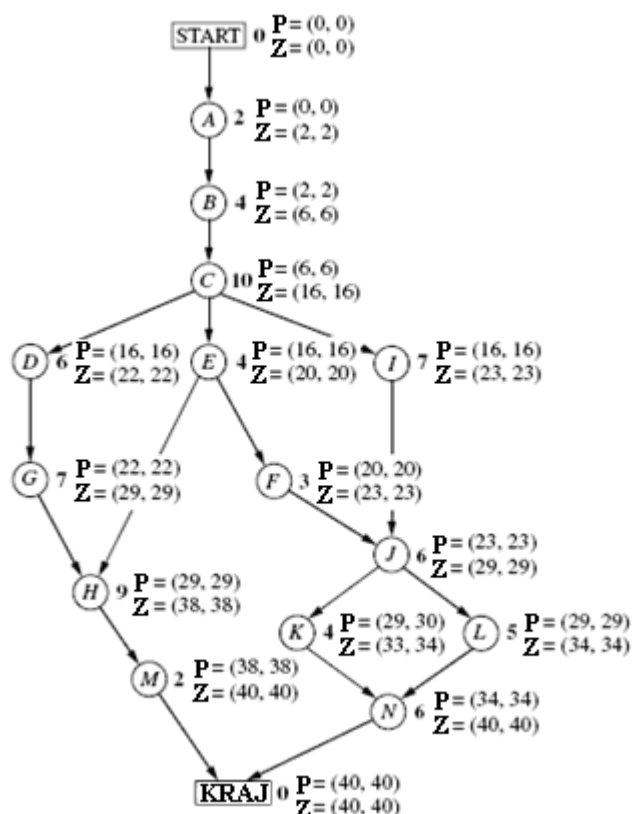 START 0 P = (0, 0)
Z = (0, 0)
A 2 P = (0, 0)
Z = (2, 2)
B 4 P = (2, 2)
Z = (6, 6)
C 10 P = (6, 6)
Z = (16, 16)
D 6 P = (16, 16)
Z = (22, 22)
E 4 P = (16, 16)
Z = (20, 20)
I 7 P = (16, 16)
Z = (23, 23)
G 7 P = (22, 22)
Z = (29, 29)
F 3 P = (20, 20)
Z = (23, 23)
J 6 P = (23, 23)
Z = (29, 29)
H 9 P = (29, 29)
Z = (38, 38)
K 4 P = (29, 30)
Z = (33, 34)
L 5 P = (29, 29)
Z = (34, 34)
M 2 P = (38, 38)
Z = (40, 40)
N 6 P = (34, 34)
Z = (40, 40)
KRAJ 0 P = (40, 40)
Z = (40, 40)